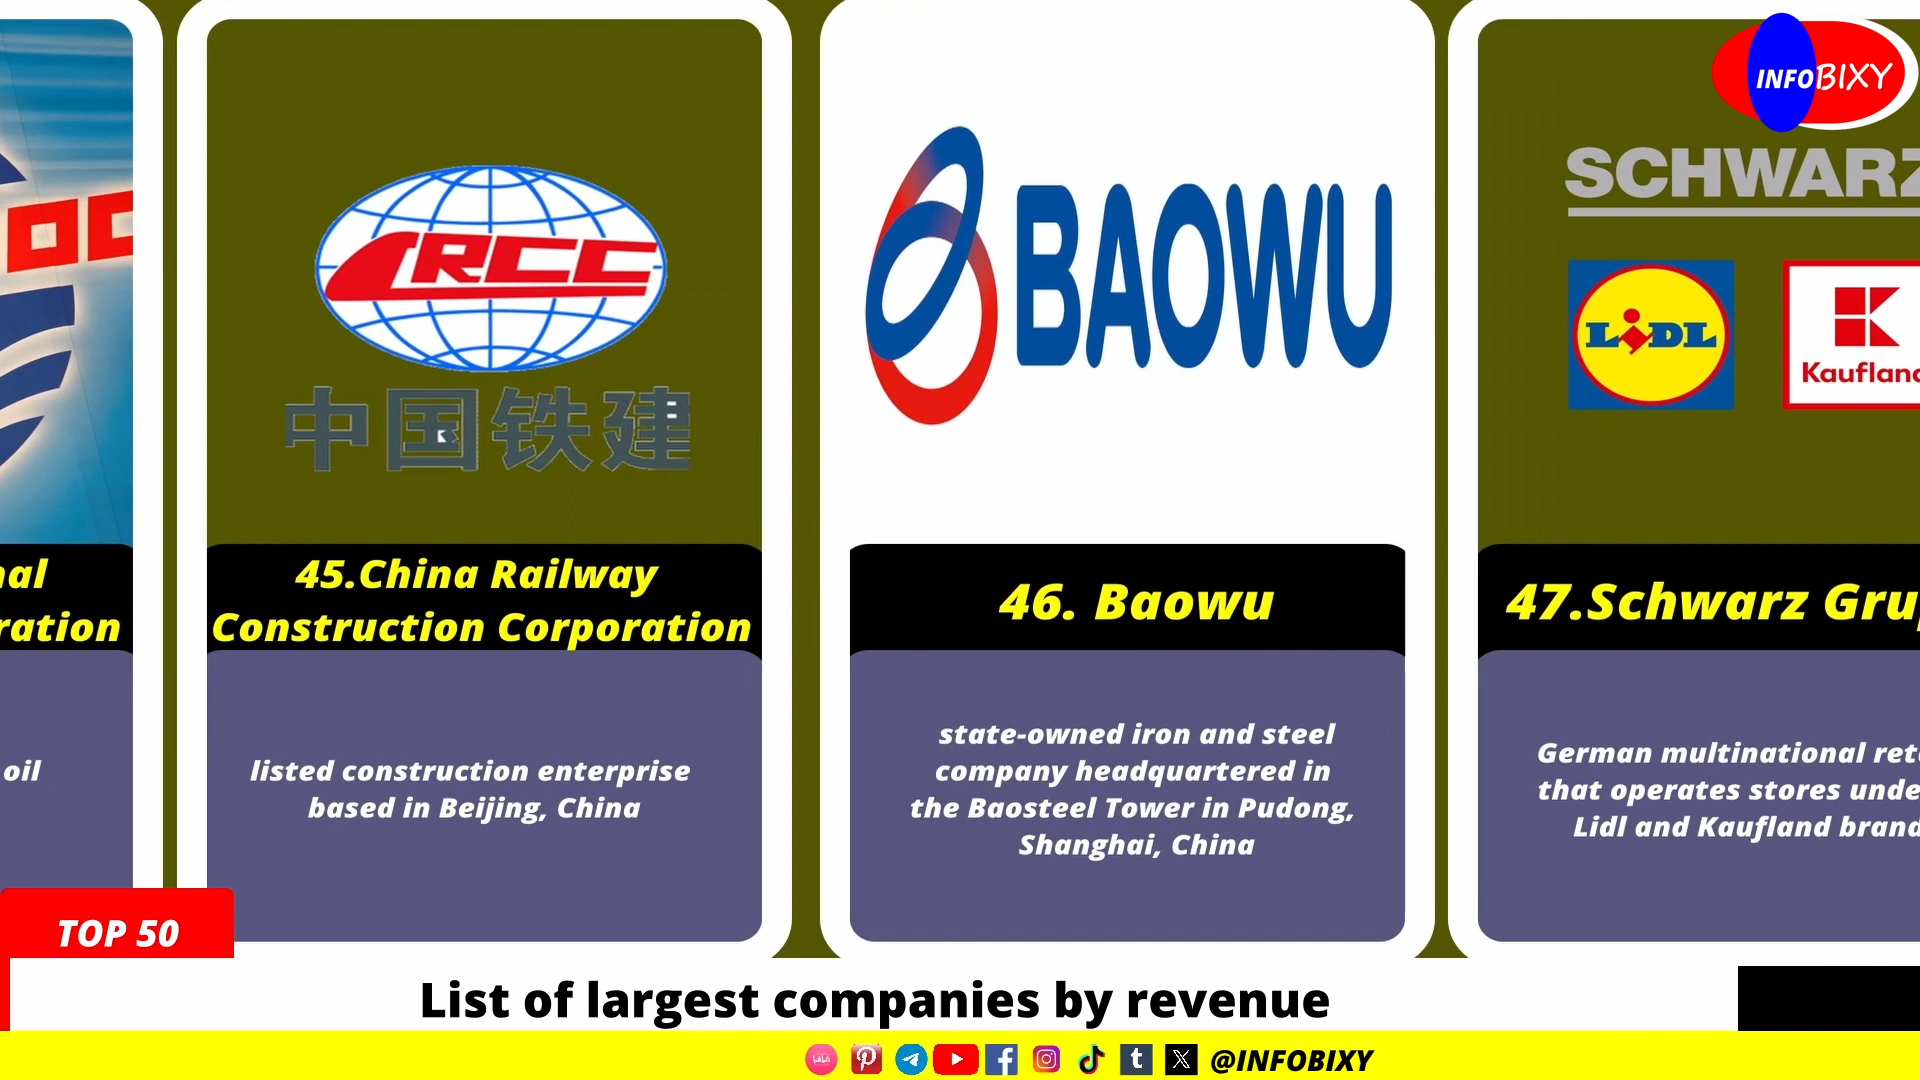 INFOBIXY
OC
CRCC
中国铁建
BAOWU
SCHWARZ
LIDL
Kaufland
45.China Railway
Construction Corporation
listed construction enterprise
based in Beijing, China
46. Baowu
state-owned iron and steel
company headquartered in
the Baosteel Tower in Pudong,
Shanghai, China
47.Schwarz Gru
German multinational ret
that operates stores unde
Lidl and Kaufland brand
nal
ration
oil
TOP 50
List of largest companies by revenue
@INFOBIXY